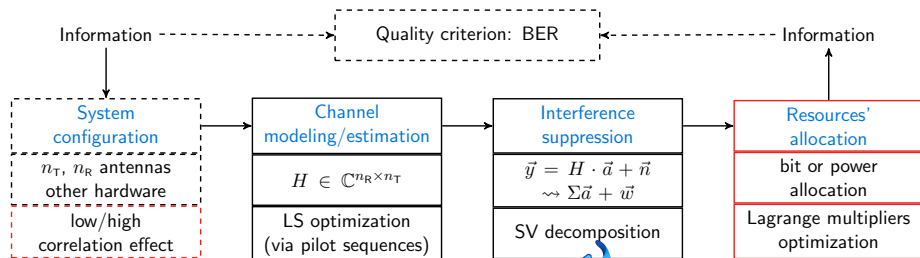 Information
Quality criterion: BER
Information
System
configuration
n_T, n_R antennas
other hardware
low/high
correlation effect
Channel
modeling/estimation
H ∈ ℂ^{n_R×n_T}
LS optimization
(via pilot sequences)
Interference
suppression
y⃗ = H · a⃗ + n⃗
⇝ Σa⃗ + w⃗
SV decomposition
Resources'
allocation
bit or power
allocation
Lagrange multipliers
optimization